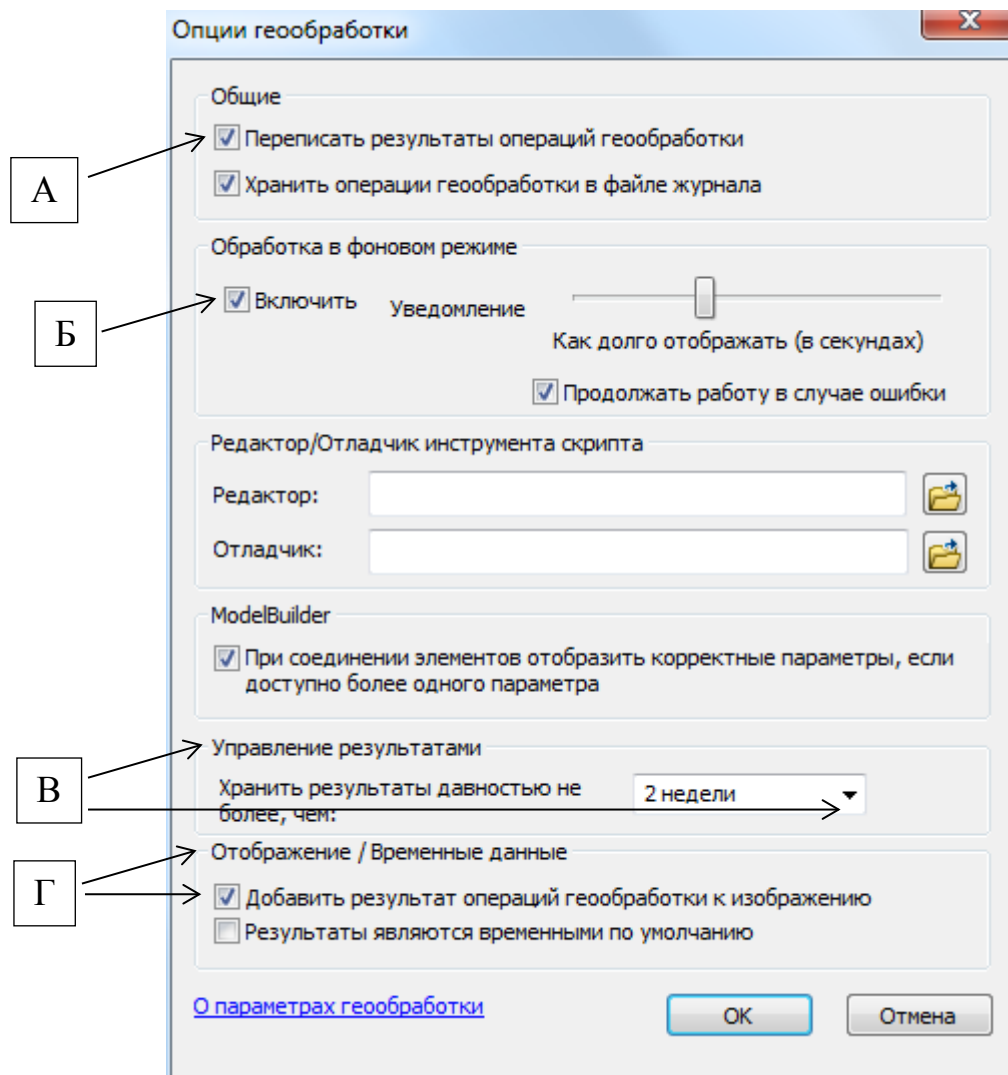 Опции геообработки
Общие
Переписать результаты операций геообработки
А
Хранить операции геообработки в файле журнала
Обработка в фоновом режиме
Включить
Уведомление
Б
Как долго отображать (в секундах)
Продолжать работу в случае ошибки
Редактор/Отладчик инструмента скрипта
Редактор:
Отладчик:
ModelBuilder
При соединении элементов отобразить корректные параметры, если
доступно более одного параметра
Управление результатами
В
Хранить результаты давностью не
более, чем:
2 недели
Отображение / Временные данные
Г
Добавить результат операций геообработки к изображению
Результаты являются временными по умолчанию
О параметрах геообработки
ОК
Отмена